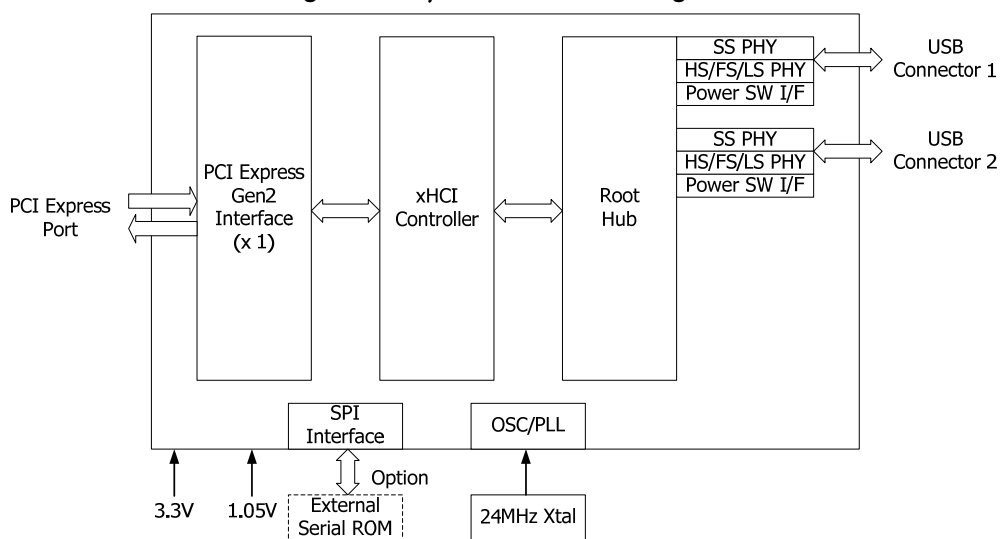 SS PHY
HS/FS/LS PHY
Power SW I/F
USB
Connector 1
SS PHY
HS/FS/LS PHY
Power SW I/F
USB
Connector 2
PCI Express
Port
PCI Express
Gen2
Interface
(x 1)
xHCI
Controller
Root
Hub
SPI
Interface
OSC/PLL
Option
3.3V
1.05V
External
Serial ROM
24MHz Xtal